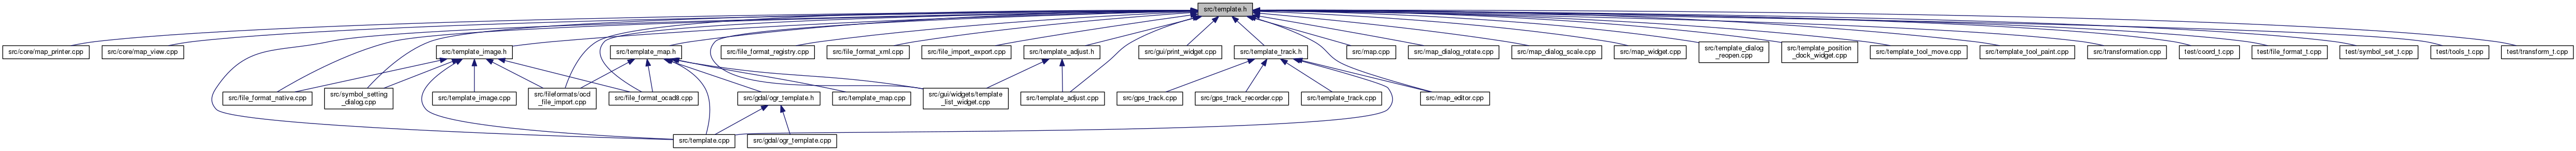 src/template.h
src/core/map_printer.cpp
src/core/map_view.cpp
src/template_image.h
src/template_map.h
src/file_format_registry.cpp
src/file_format_xml.cpp
src/file_import_export.cpp
src/template_adjust.h
src/gui/print_widget.cpp
src/template_track.h
src/map.cpp
src/map_dialog_rotate.cpp
src/map_dialog_scale.cpp
src/map_widget.cpp
src/template_dialog
_reopen.cpp
src/template_position
_dock_widget.cpp
src/template_tool_move.cpp
src/template_tool_paint.cpp
src/transformation.cpp
test/coord_t.cpp
test/file_format_t.cpp
test/symbol_set_t.cpp
test/tools_t.cpp
test/transform_t.cpp
src/file_format_native.cpp
src/symbol_setting
_dialog.cpp
src/template_image.cpp
src/fileformats/ocd
_file_import.cpp
src/file_format_ocad8.cpp
src/gdal/ogr_template.h
src/template_map.cpp
src/gui/widgets/template
_list_widget.cpp
src/template_adjust.cpp
src/gps_track.cpp
src/gps_track_recorder.cpp
src/template_track.cpp
src/map_editor.cpp
src/template.cpp
src/gdal/ogr_template.cpp